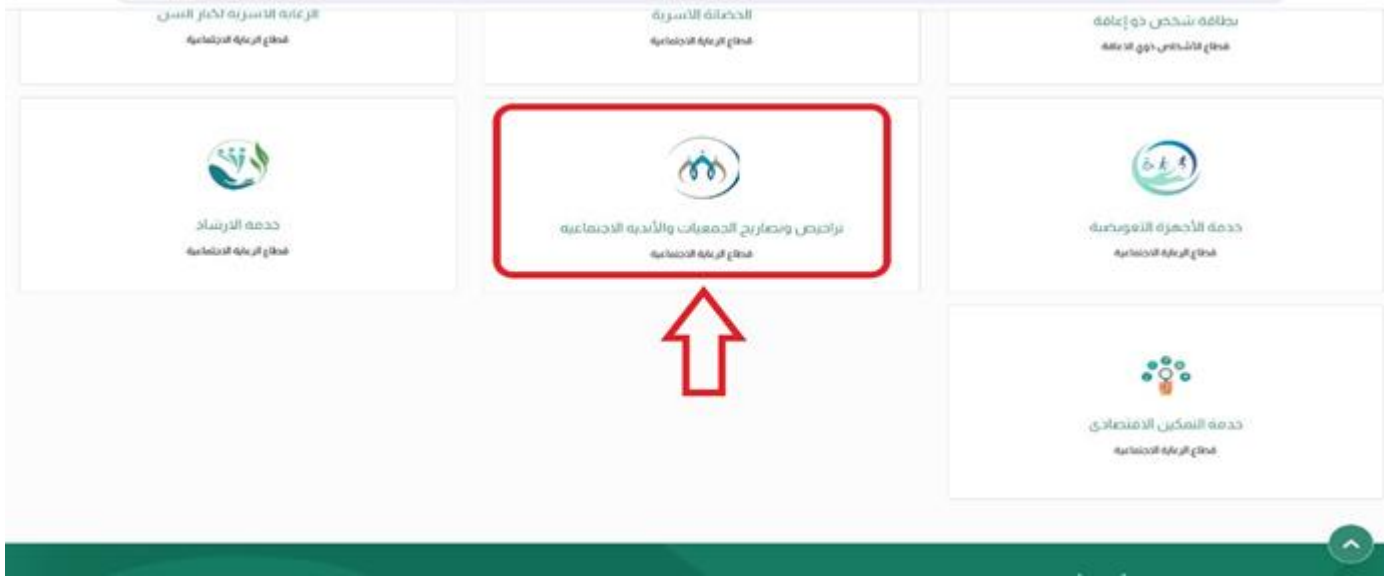 بطاقة شخص ذو إعاقة
قطاع الأشخاص ذوي الاعاقة
الحضانة الأسرية
قطاع الرعاية الاجتماعية
الرعاية الأسرية لكبار السن
قطاع الرعاية الاجتماعية
خدمة الأجهزة التعويضية
قطاع الرعاية الاجتماعية
تراخيص وتصاريح الجمعيات والأندية الاجتماعية
قطاع الرعاية الاجتماعية
خدمة الارشاد
قطاع الرعاية الاجتماعية
خدمة التمكين الاقتصادي
قطاع الرعاية الاجتماعية